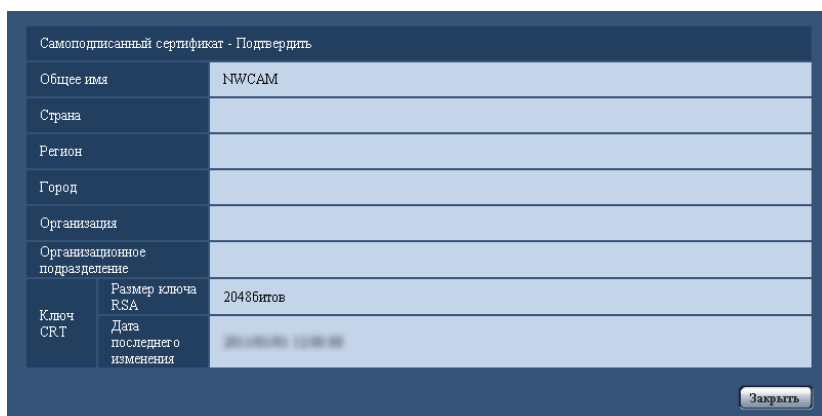 Самоподписанный сертификат - Подтвердить
Общее имя NWCAM
Страна
Регион
Город
Организация
Организационное
подразделение
Ключ
CRT
Размер ключа
RSA
2048битов
Дата
последнего
изменения
Закрыть